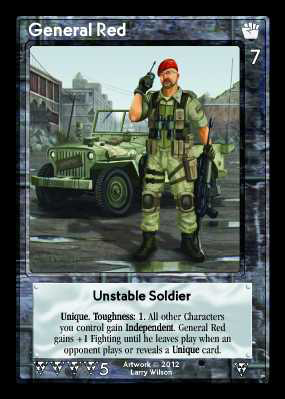 General Red
7
Unstable Soldier
Unique. Toughness: 1. All other Characters
you control gain Independent. General Red
gains +1 Fighting until he leaves play when an
opponent plays or reveals a Unique card.
5
Artwork © 2012
Larry Wilson